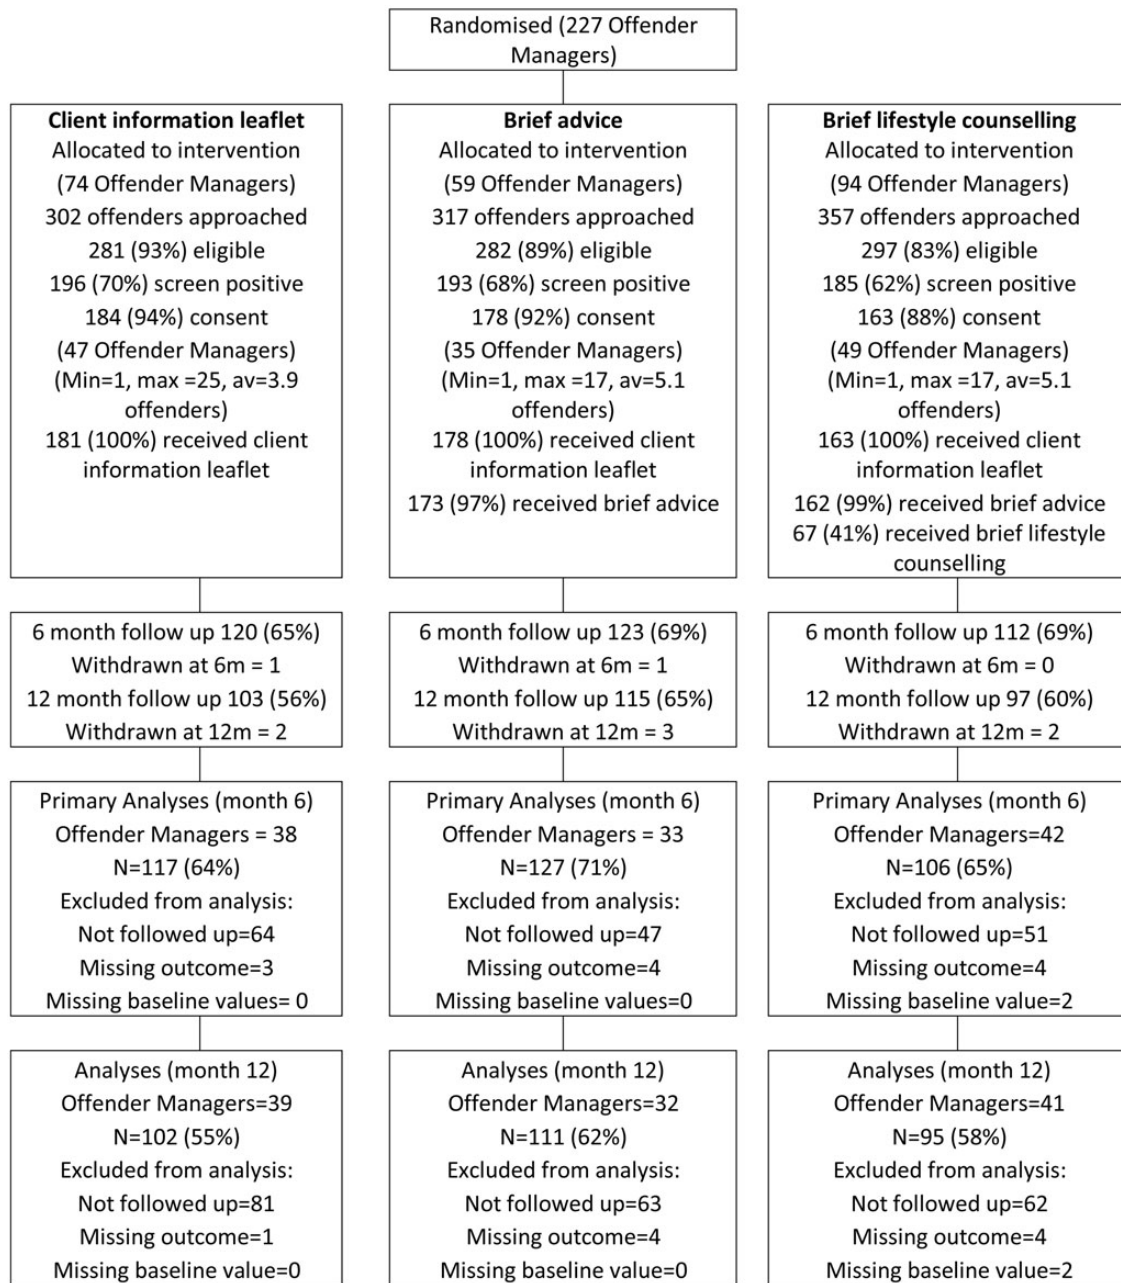 Randomised (227 Offender
Managers)
Client information leaflet
Allocated to intervention
(74 Offender Managers)
302 offenders approached
281 (93%) eligible
196 (70%) screen positive
184 (94%) consent
(47 Offender Managers)
(Min=1, max =25, av=3.9
offenders)
181 (100%) received client
information leaflet
Brief advice
Allocated to intervention
(59 Offender Managers)
317 offenders approached
282 (89%) eligible
193 (68%) screen positive
178 (92%) consent
(35 Offender Managers)
(Min=1, max =17, av=5.1
offenders)
178 (100%) received client
information leaflet
173 (97%) received brief advice
Brief lifestyle counselling
Allocated to intervention
(94 Offender Managers)
357 offenders approached
297 (83%) eligible
185 (62%) screen positive
163 (88%) consent
(49 Offender Managers)
(Min=1, max =17, av=5.1
offenders)
163 (100%) received client
information leaflet
162 (99%) received brief advice
67 (41%) received brief lifestyle
counselling
6 month follow up 120 (65%)
Withdrawn at 6m = 1
12 month follow up 103 (56%)
Withdrawn at 12m = 2
6 month follow up 123 (69%)
Withdrawn at 6m = 1
12 month follow up 115 (65%)
Withdrawn at 12m = 3
6 month follow up 112 (69%)
Withdrawn at 6m = 0
12 month follow up 97 (60%)
Withdrawn at 12m = 2
Primary Analyses (month 6)
Offender Managers = 38
N=117 (64%)
Excluded from analysis:
Not followed up=64
Missing outcome=3
Missing baseline values= 0
Primary Analyses (month 6)
Offender Managers = 33
N=127 (71%)
Excluded from analysis:
Not followed up=47
Missing outcome=4
Missing baseline values=0
Primary Analyses (month 6)
Offender Managers=42
N=106 (65%)
Excluded from analysis:
Not followed up=51
Missing outcome=4
Missing baseline value=2
Analyses (month 12)
Offender Managers=39
N=102 (55%)
Excluded from analysis:
Not followed up=81
Missing outcome=1
Missing baseline value=0
Analyses (month 12)
Offender Managers=32
N=111 (62%)
Excluded from analysis:
Not followed up=63
Missing outcome=4
Missing baseline value=0
Analyses (month 12)
Offender Managers=41
N=95 (58%)
Excluded from analysis:
Not followed up=62
Missing outcome=4
Missing baseline value=2